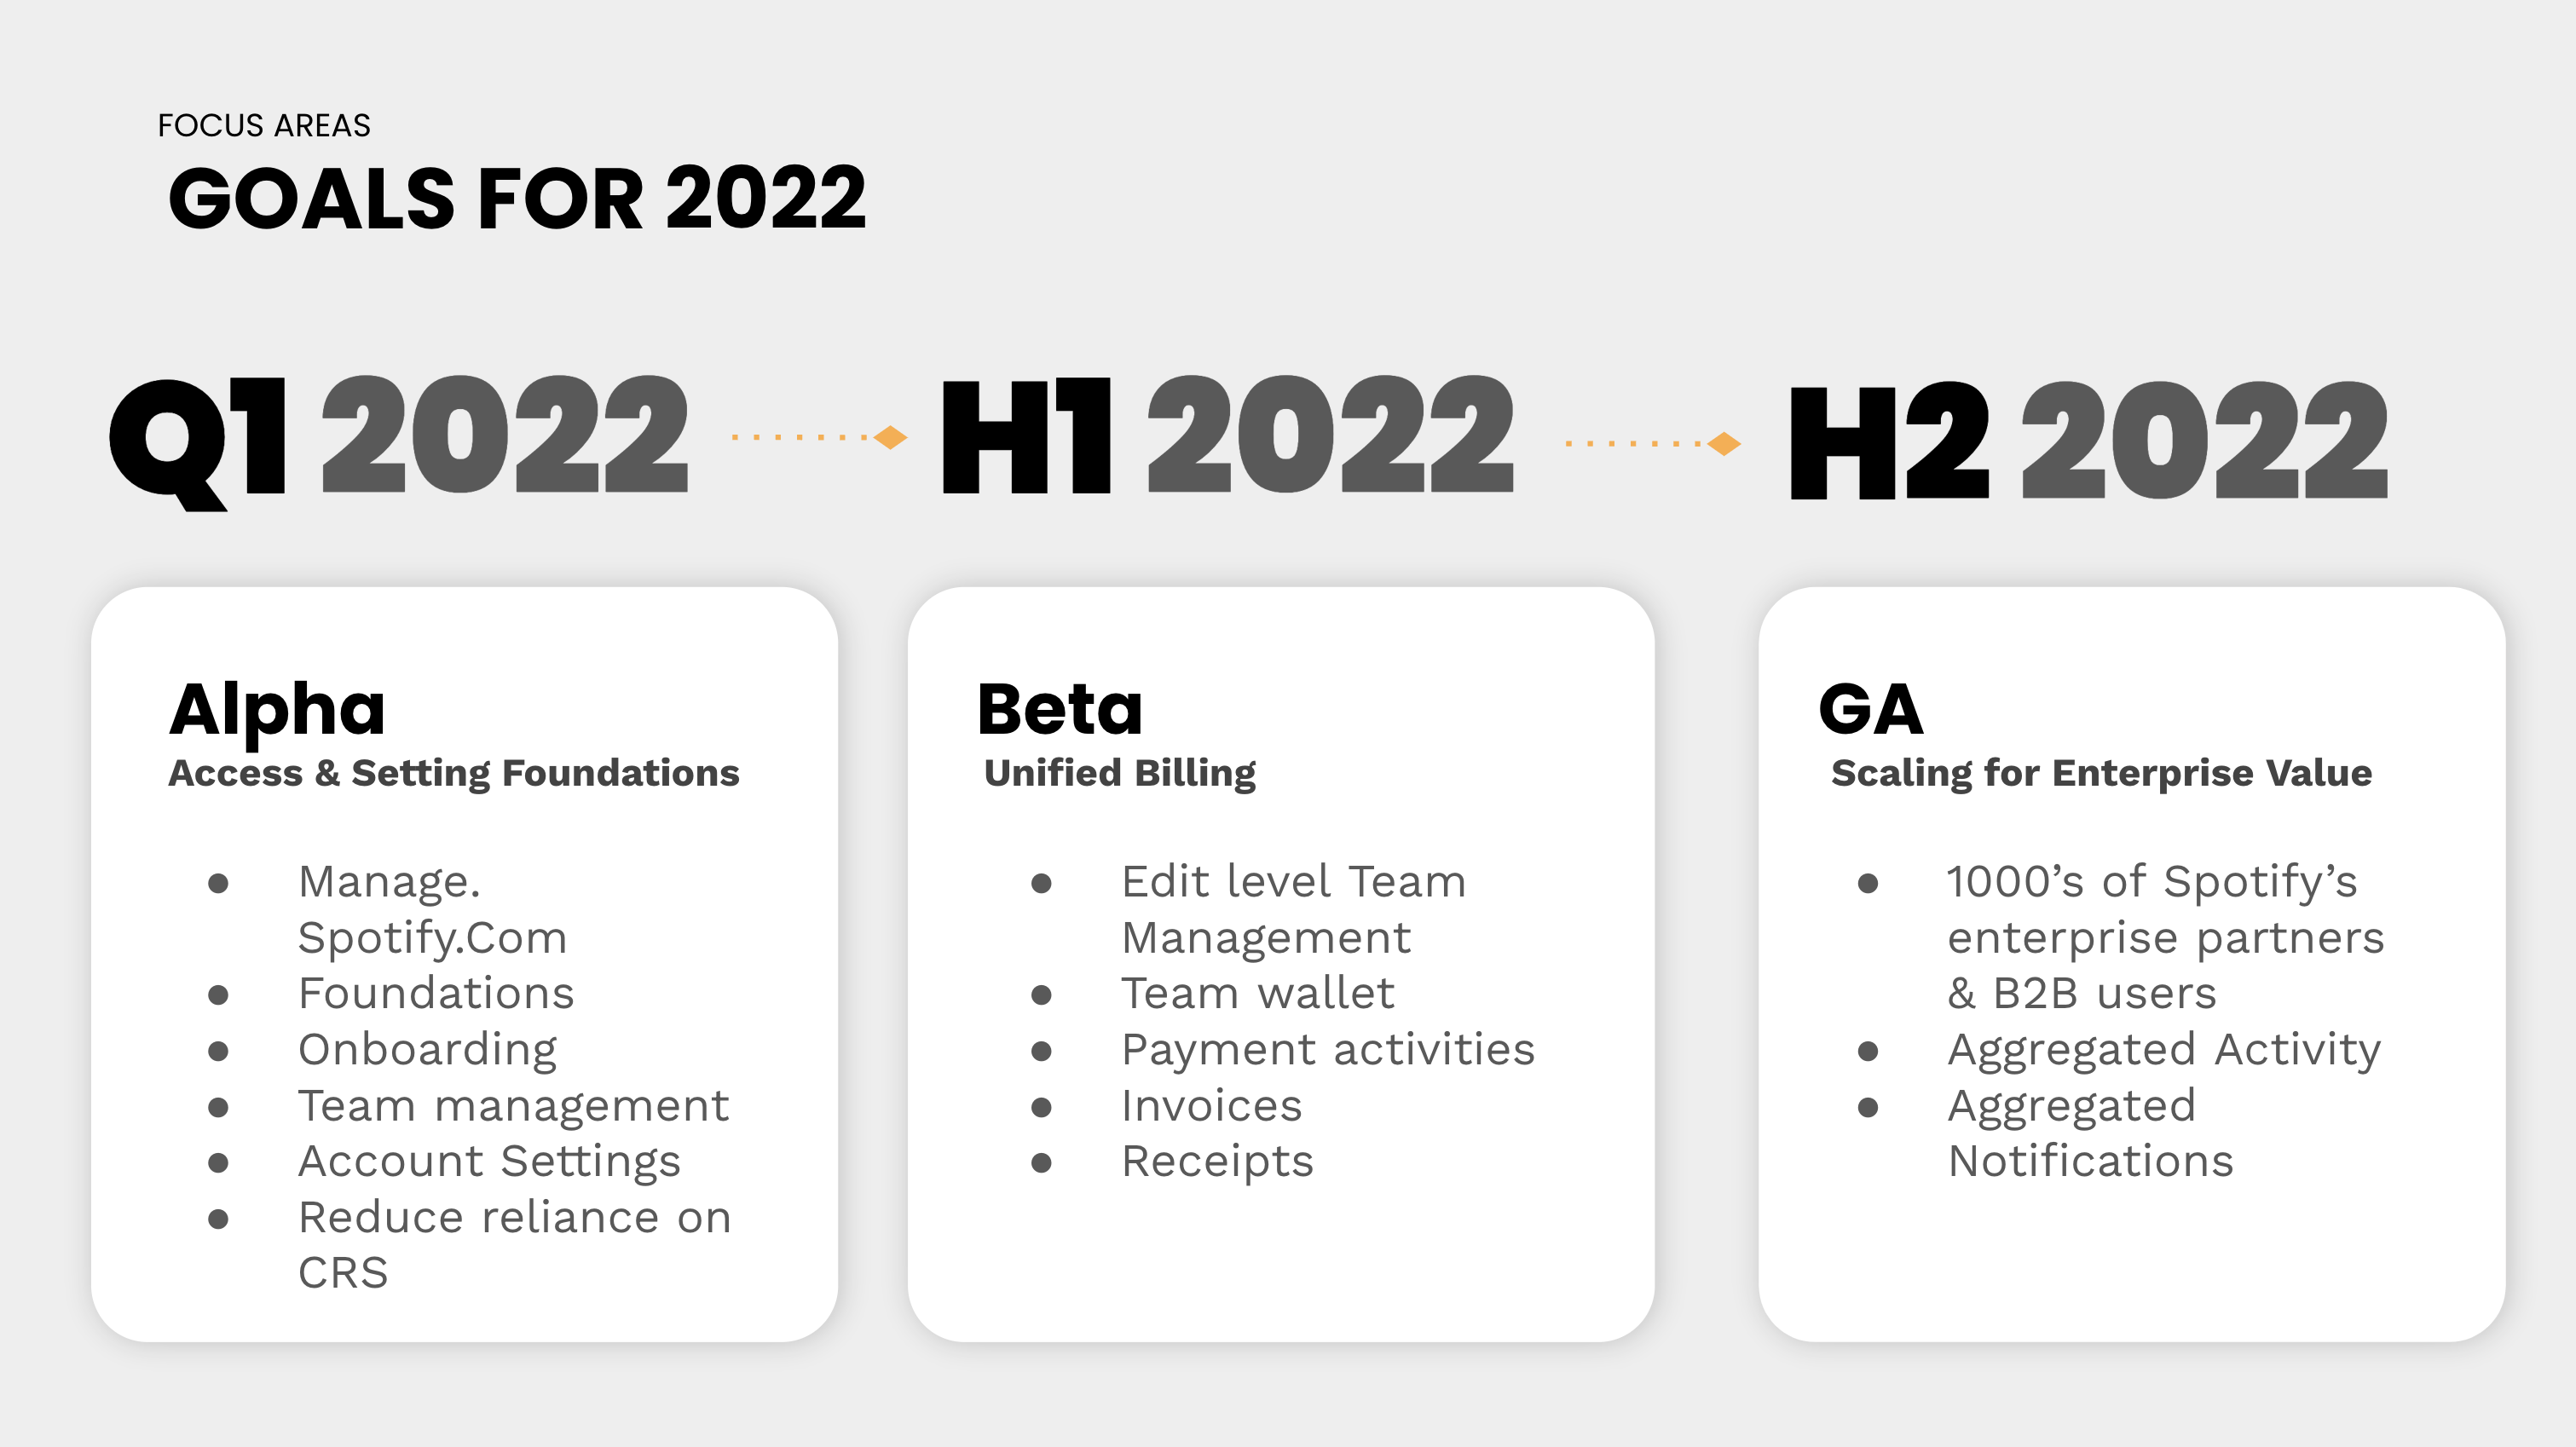 FOCUS AREAS
GOALS FOR 2022
Q1 2022
H1 2022
H2 2022
Alpha
Access & Setting Foundations
● Manage.
Spotify.Com
● Foundations
● Onboarding
● Team management
● Account Settings
● Reduce reliance on
CRS
Beta
Unified Billing
● Edit level Team
Management
● Team wallet
● Payment activities
● Invoices
● Receipts
GA
Scaling for Enterprise Value
● 1000’s of Spotify’s
enterprise partners
& B2B users
● Aggregated Activity
● Aggregated
Notifications